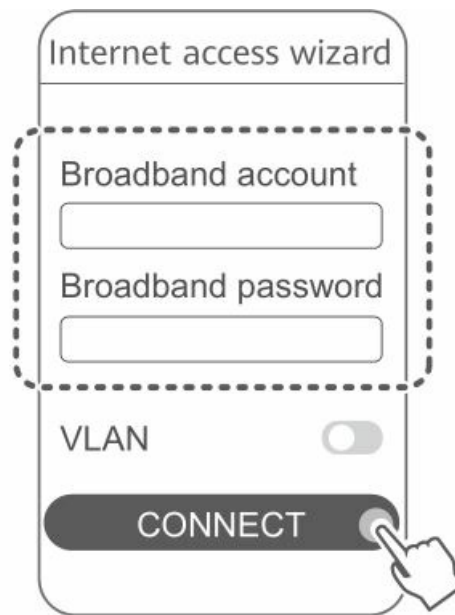 Internet access wizard
Broadband account
Broadband password
VLAN
CONNECT